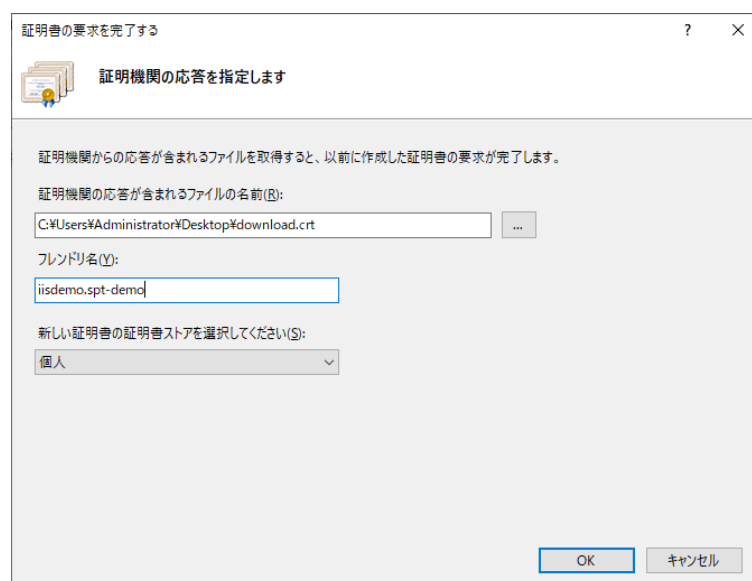 証明書の要求を完了する
?
×
証明機関の応答を指定します
証明機関からの応答が含まれるファイルを取得すると、以前に作成した証明書の要求が完了します。
証明機関の応答が含まれるファイルの名前(R):
C:¥Users¥Administrator¥Desktop¥download.crt
...
フレンドリ名(Y):
iisdemo.spt-demo
新しい証明書の証明書ストアを選択してください(S):
個人
OK
キャンセル